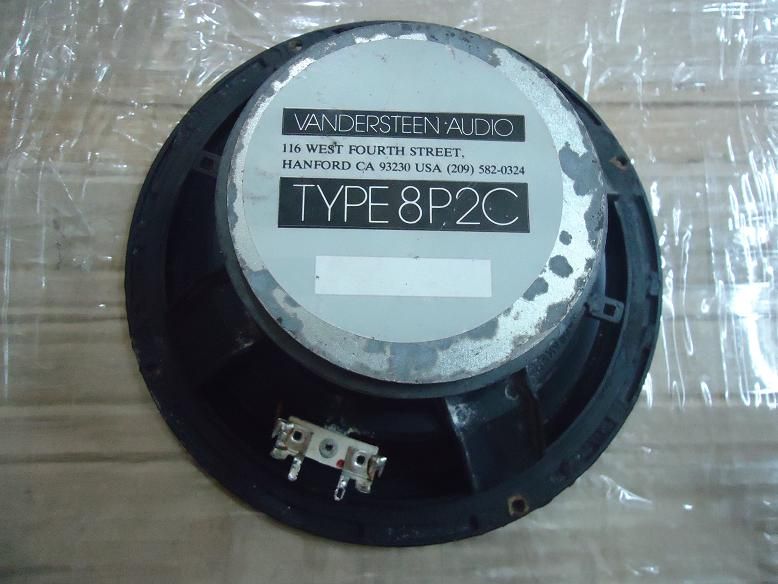 VANDERSTEEN·AUDIO
116 WEST FOURTH STREET,
HANFORD CA 93230 USA (209) 582-0324
TYPE 8P2C